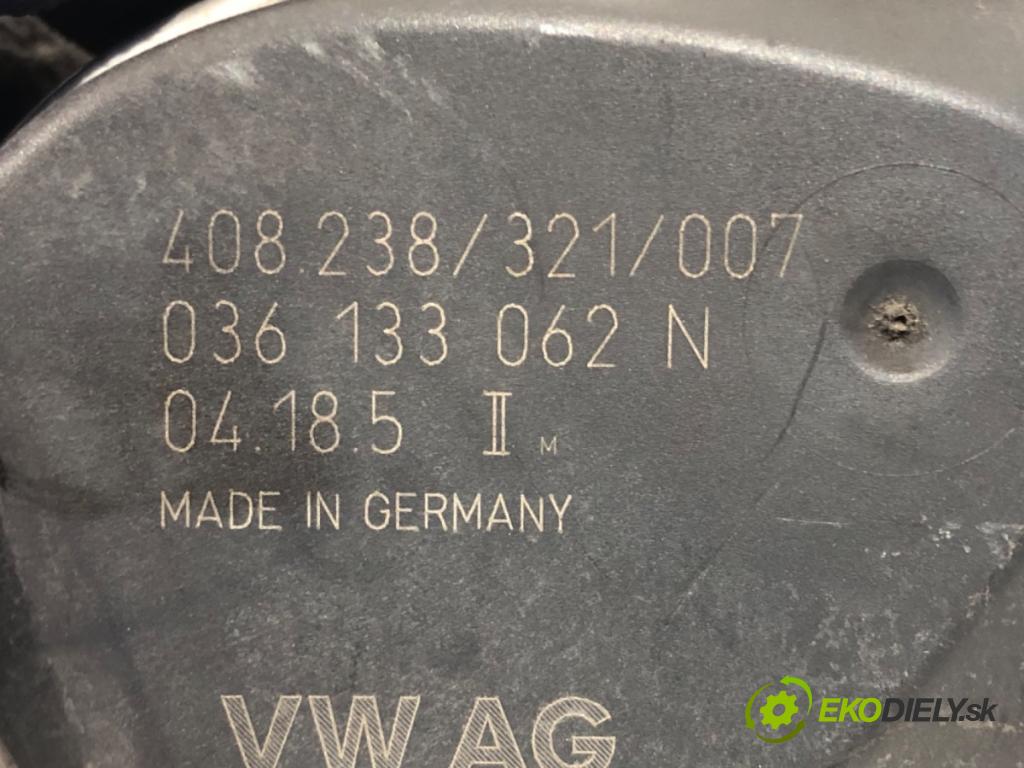 408.238/321/007
036 133 062 N
04.18.5 II M
MADE IN GERMANY
VW AG
EKODIELY.sk